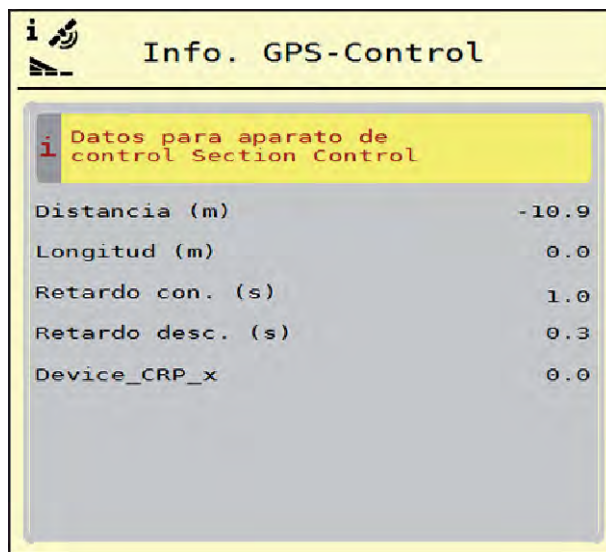 i
Info. GPS-Control
i Datos para aparato de
control Section Control
Distancia (m) -10.9
Longitud (m) 0.0
Retardo con. (s) 1.0
Retardo desc. (s) 0.3
Device_CRP_x 0.0